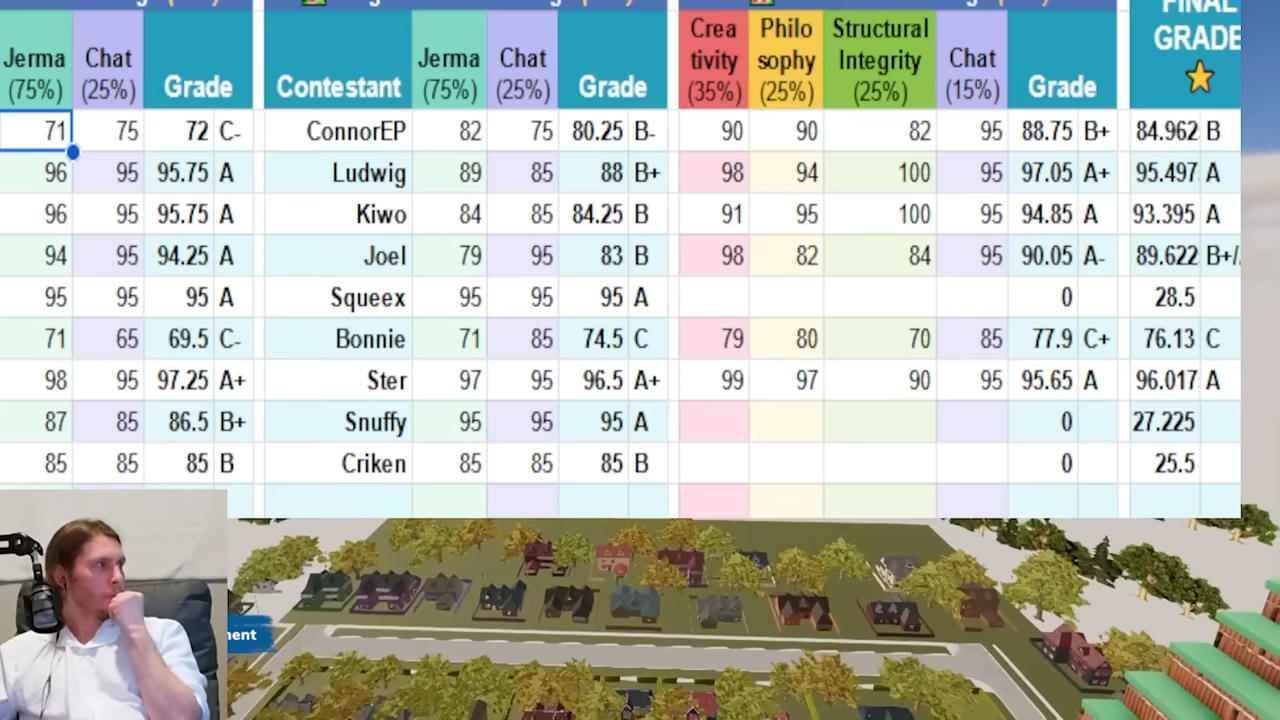 FINAL
GRADE
Jerma (75%) Chat (25%) Grade Contestant Jerma (75%) Chat (25%) Grade Crea tivity (35%) Philo sophy (25%) Structural Integrity (25%) Chat (15%) Grade
71 75 72 C- ConnorEP 82 75 80.25 B- 90 90 82 95 88.75 B+ 84.962 B
96 95 95.75 A Ludwig 89 85 88 B+ 98 94 100 95 97.05 A+ 95.497 A
96 95 95.75 A Kiwo 84 85 84.25 B 91 95 100 95 94.85 A 93.395 A
94 95 94.25 A Joel 79 95 83 B 98 82 84 95 90.05 A- 89.622 B+/
95 95 95 A Squeex 95 95 95 A 0 28.5
71 65 69.5 C- Bonnie 71 85 74.5 C 79 80 70 85 77.9 C+ 76.13 C
98 95 97.25 A+ Ster 97 95 96.5 A+ 99 97 90 95 95.65 A 96.017 A
87 85 86.5 B+ Snuffy 95 95 95 A 0 27.225
85 85 85 B Criken 85 85 85 B 0 25.5
ment